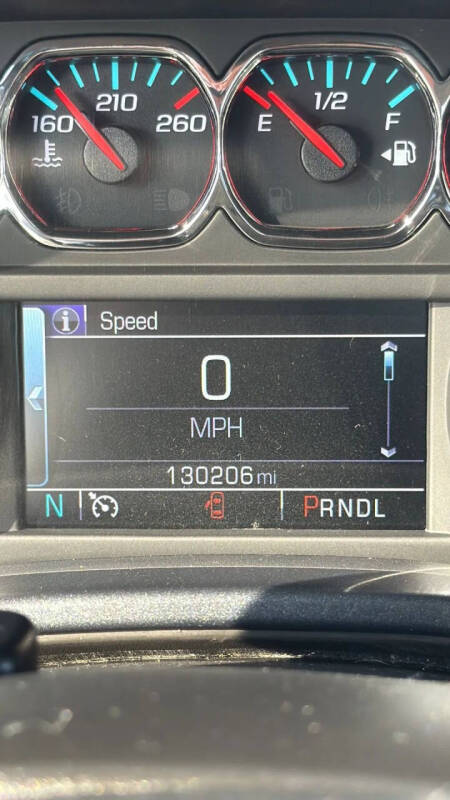 210 1/2
160 260 E F
i Speed
0
MPH
130206 mi
N PRNDL